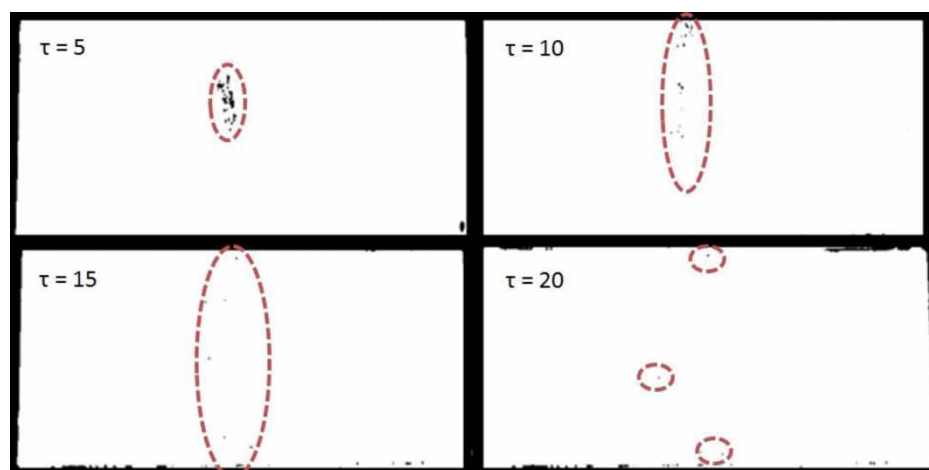 τ = 5
τ = 10
τ = 15
τ = 20